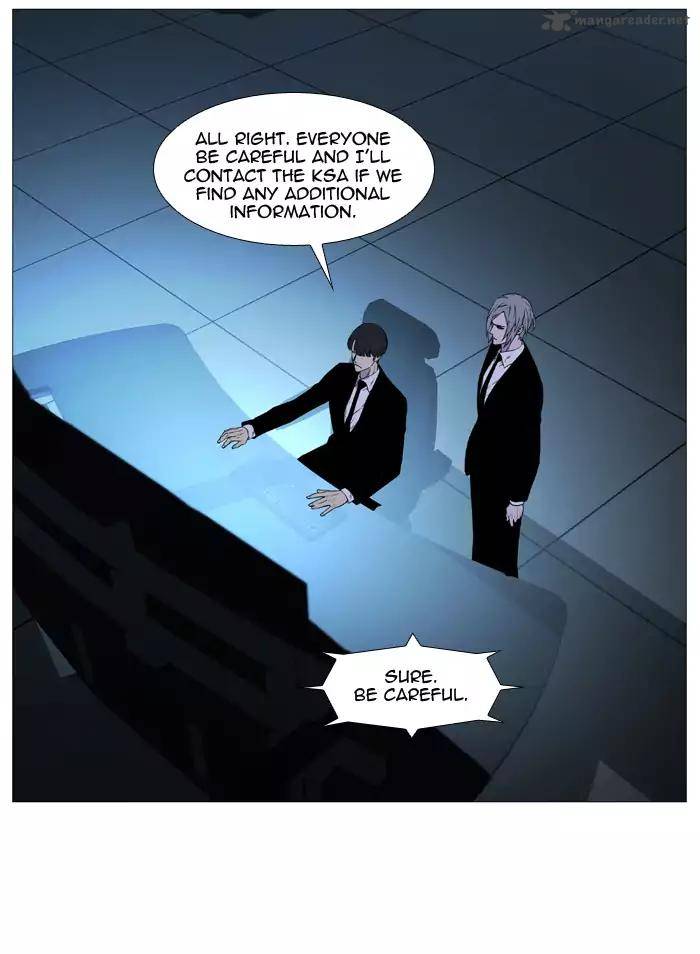 mangareader.net
ALL RIGHT. EVERYONE
BE CAREFUL AND I'LL
CONTACT THE KSA IF WE
FIND ANY ADDITIONAL
INFORMATION.
SURE.
BE CAREFUL.